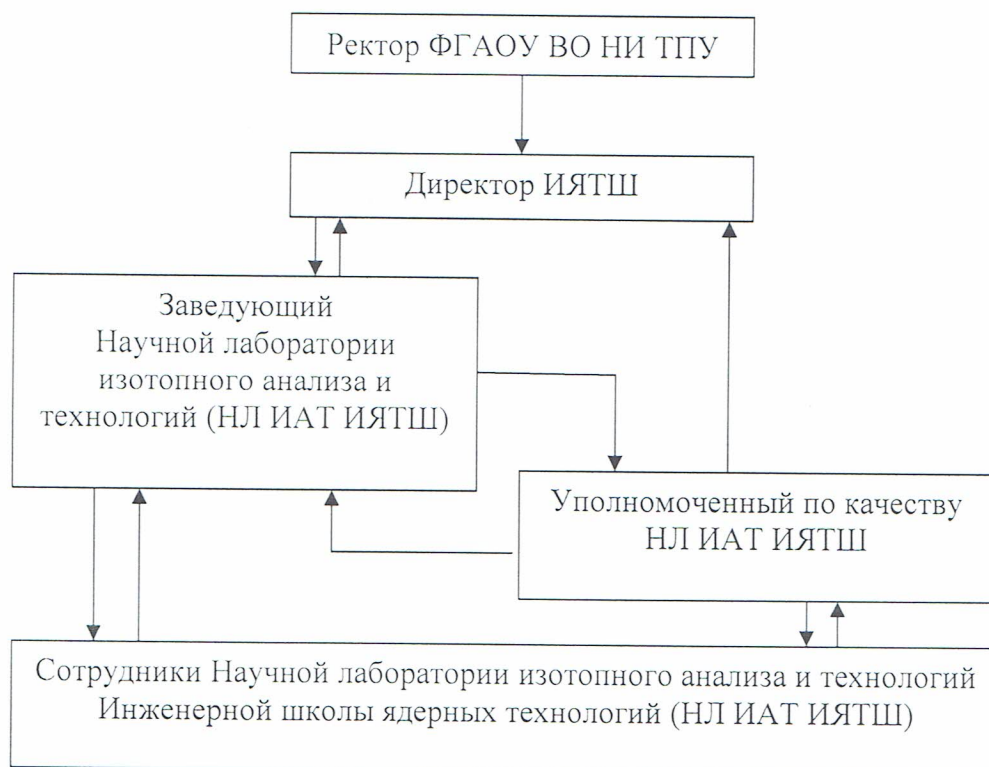 Ректор ФГАОУ ВО НИ ТПУ
Директор ИЯТШ
Заведующий
Научной лаборатории
изотопного анализа и
технологий (НЛ ИАТ ИЯТШ)
Уполномоченный по качеству
НЛ ИАТ ИЯТШ
Сотрудники Научной лаборатории изотопного анализа и технологий
Инженерной школы ядерных технологий (НЛ ИАТ ИЯТШ)